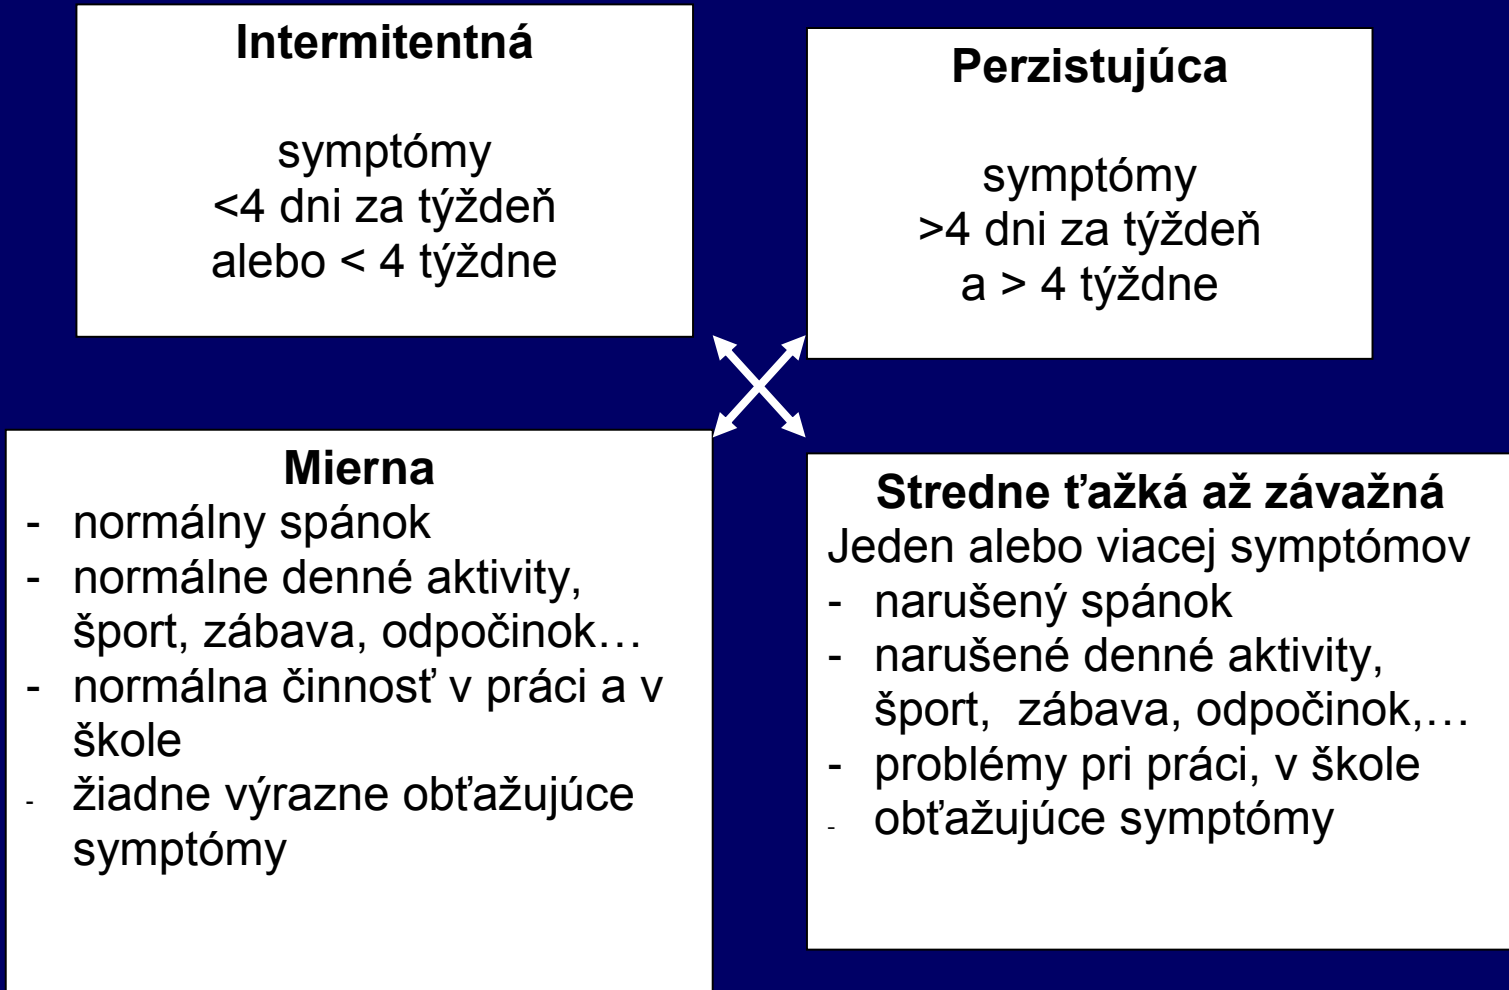 Intermitentná
symptómy
<4 dni za týždeň
alebo < 4 týždne
Perzistujúca
symptómy
>4 dni za týždeň
a > 4 týždne
Mierna
- normálny spánok
- normálne denné aktivity,
šport, zábava, odpočinok…
- normálna činnosť v práci a v
škole
- žiadne výrazne obťažujúce
symptómy
Stredne ťažká až závažná
Jeden alebo viacej symptómov
- narušený spánok
- narušené denné aktivity,
šport, zábava, odpočinok,…
- problémy pri práci, v škole
- obťažujúce symptómy